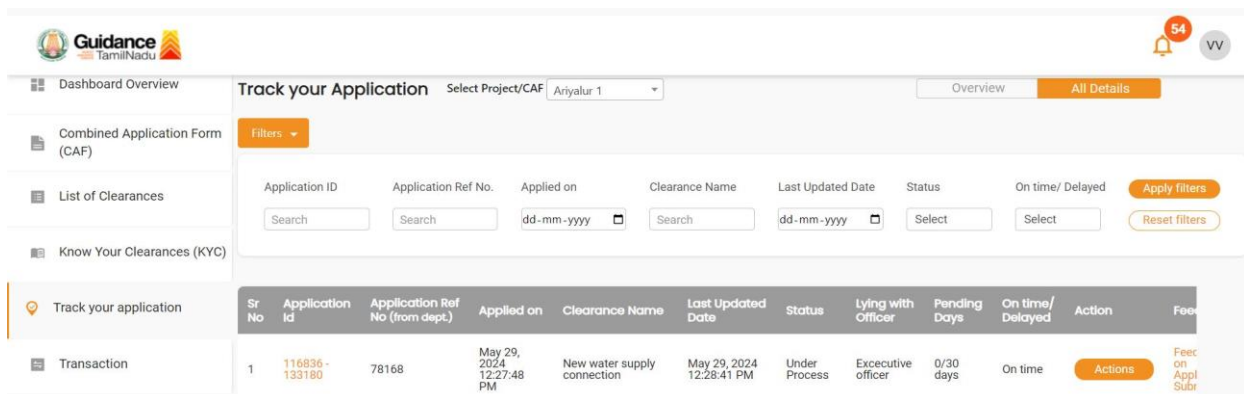 Guidance
TamilNadu
54
VV
Dashboard Overview
Track your Application Select Project/CAF Ariyalur 1 Overview All Details
Combined Application Form
(CAF)
Filters
List of Clearances
Application ID Application Ref No. Applied on Clearance Name Last Updated Date Status On time/ Delayed Apply filters
Search Search dd-mm-yyyy Search dd-mm-yyyy Select Select Reset filters
Know Your Clearances (KYC)
Track your application
Sr No Application Id Application Ref No (from dept.) Applied on Clearance Name Last Updated Date Status Lying with Officer Pending Days On time/ Delayed Action
Transaction
1 116836 - 133180 78168 May 29, 2024 12:27:48 PM New water supply connection May 29, 2024 12:28:41 PM Under Process Excecutive officer 0/30 days On time Actions on